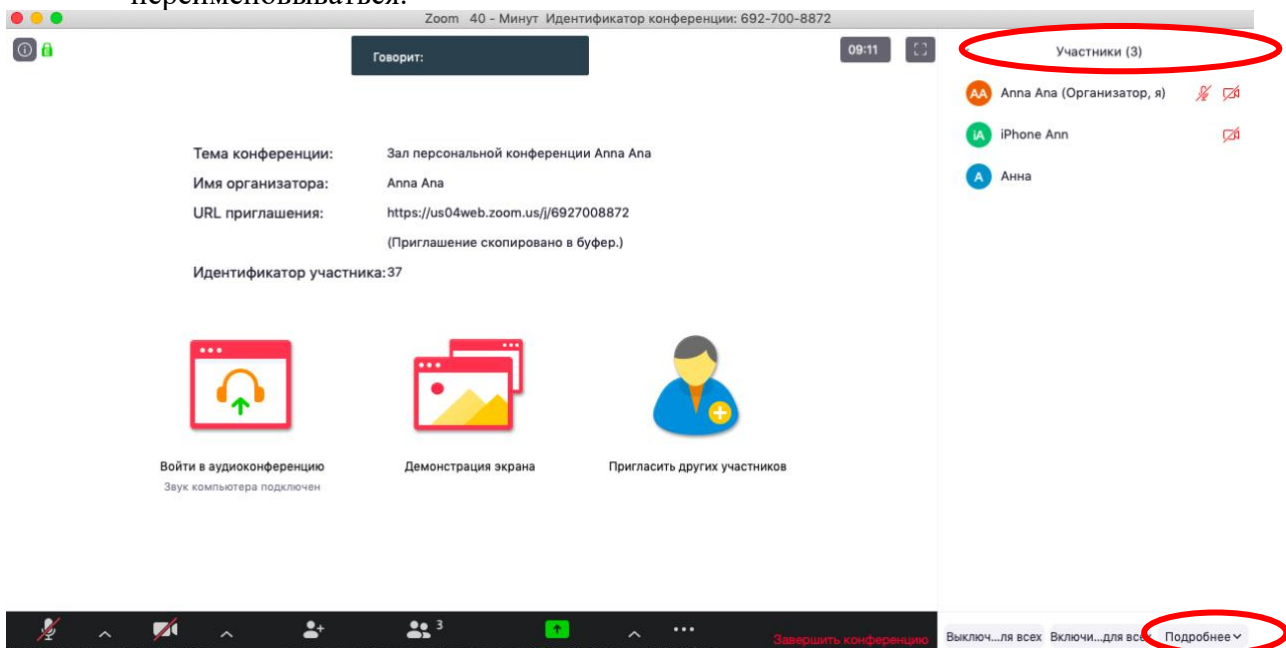 переименовываться.
Zoom 40 - Минут Идентификатор конференции: 692-700-8872
Говорит:
09:11
Участники (3)
AA Anna Ana (Организатор, я)
iA iPhone Ann
А Анна
Тема конференции: Зал персональной конференции Anna Ana
Имя организатора: Anna Ana
URL приглашения: https://us04web.zoom.us/j/6927008872
(Приглашение скопировано в буфер.)
Идентификатор участника: 37
Войти в аудиоконференцию
Звук компьютера подключен
Демонстрация экрана
Пригласить других участников
3
Завершить конференцию
Выключ...ля всех Включи...для всех Подробнее